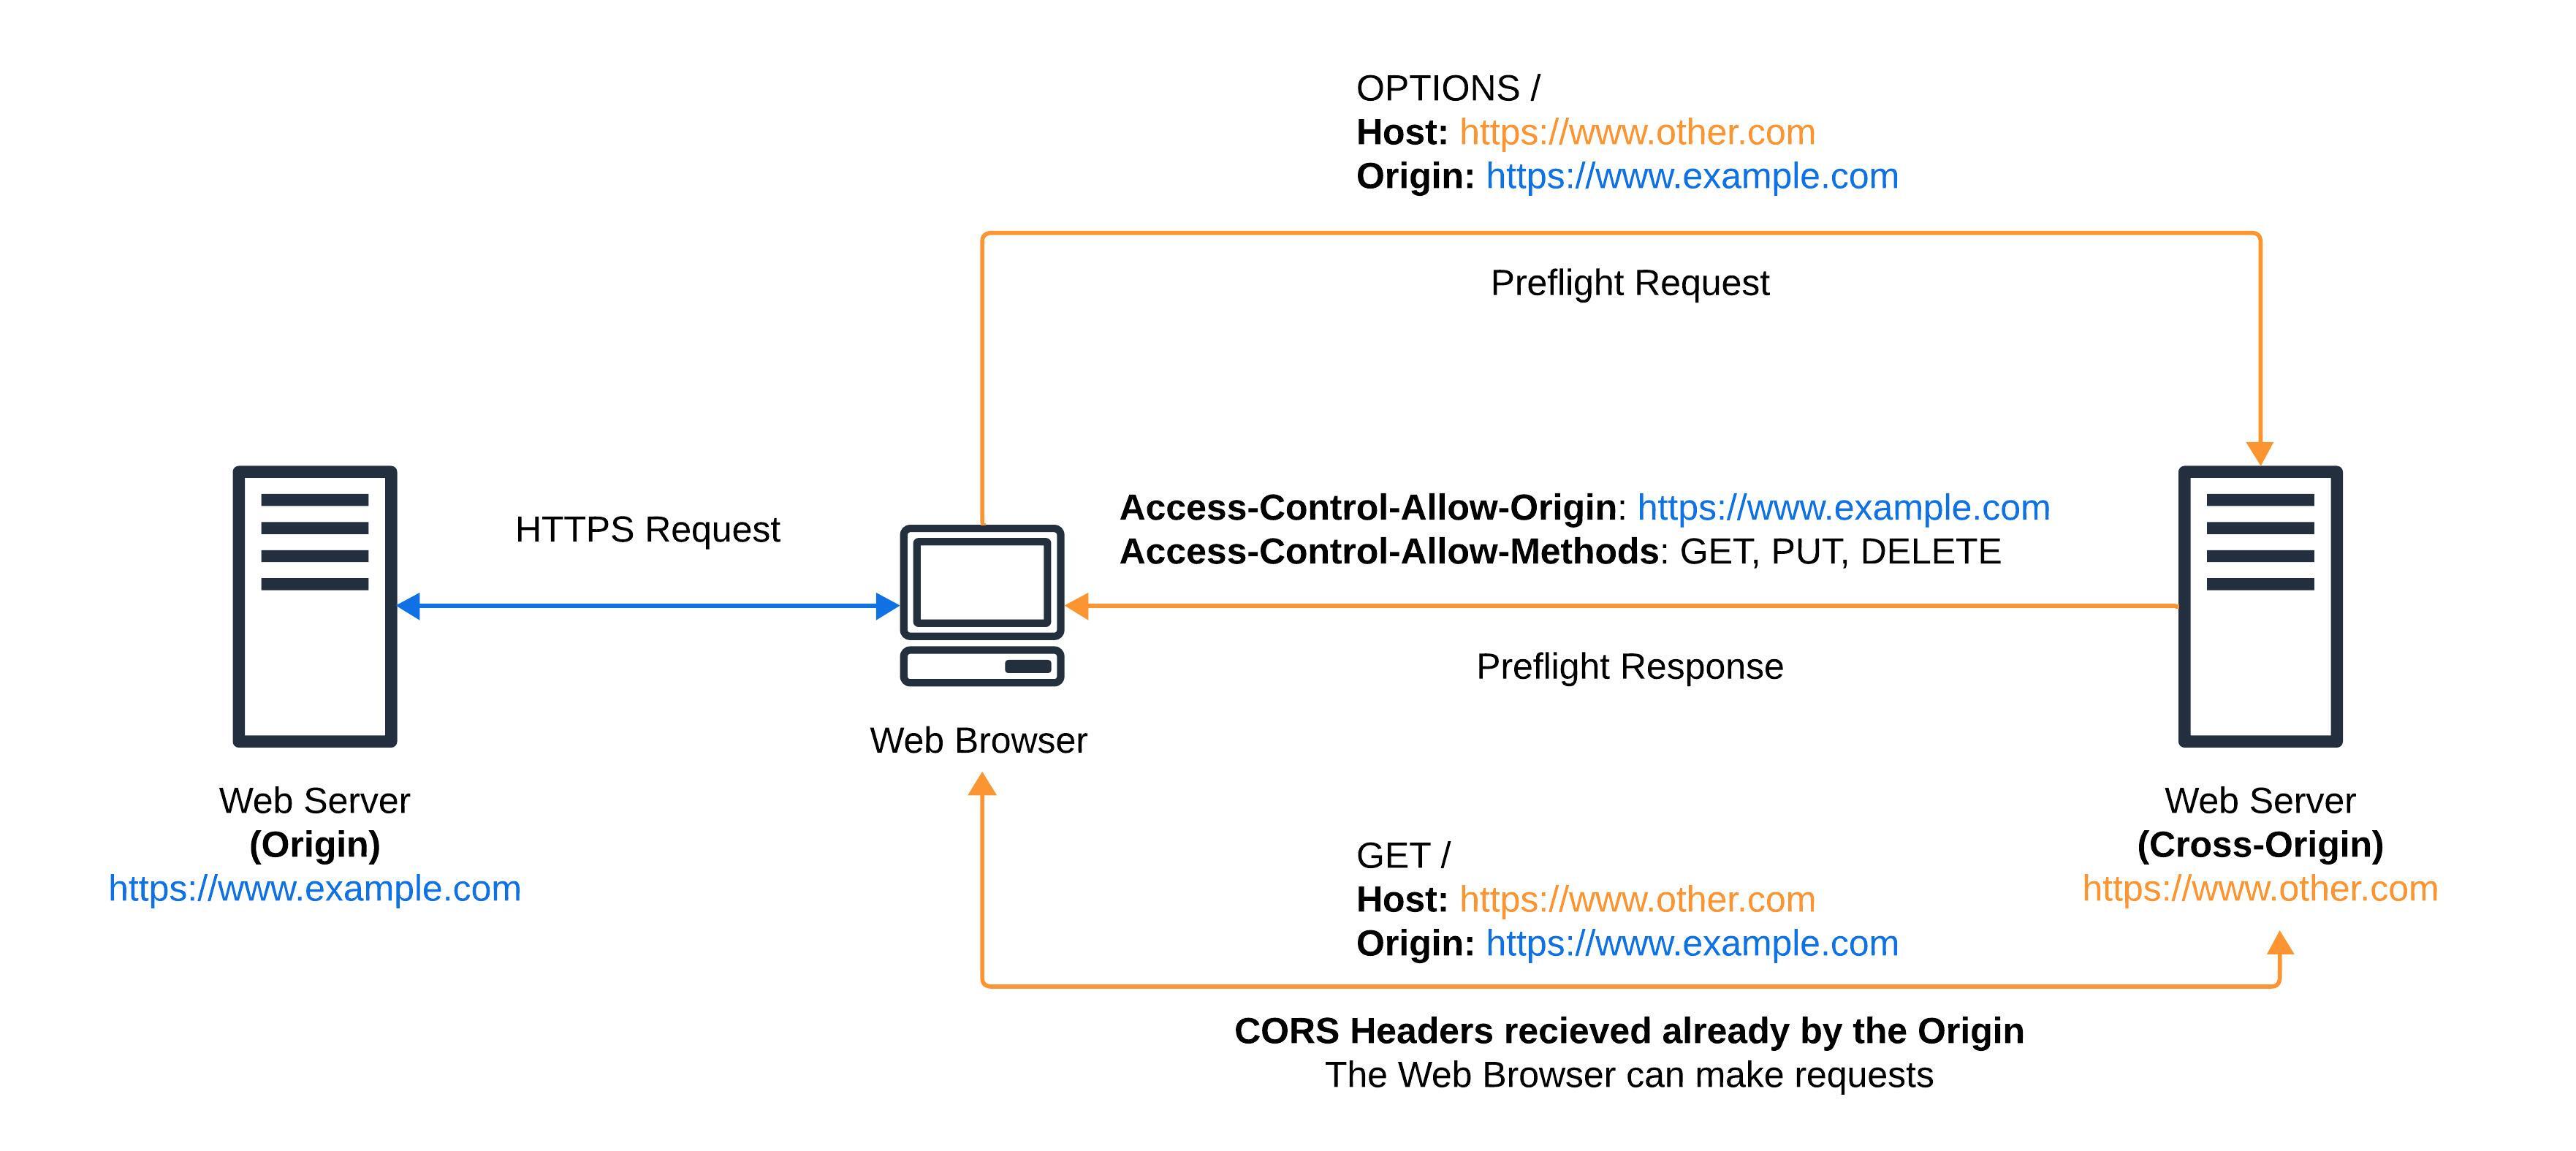 OPTIONS /
Host: https://www.other.com
Origin: https://www.example.com
Preflight Request
HTTPS Request
Access-Control-Allow-Origin: https://www.example.com
Access-Control-Allow-Methods: GET, PUT, DELETE
Preflight Response
Web Browser
Web Server
(Origin)
https://www.example.com
Web Server
(Cross-Origin)
https://www.other.com
GET /
Host: https://www.other.com
Origin: https://www.example.com
CORS Headers recieved already by the Origin
The Web Browser can make requests